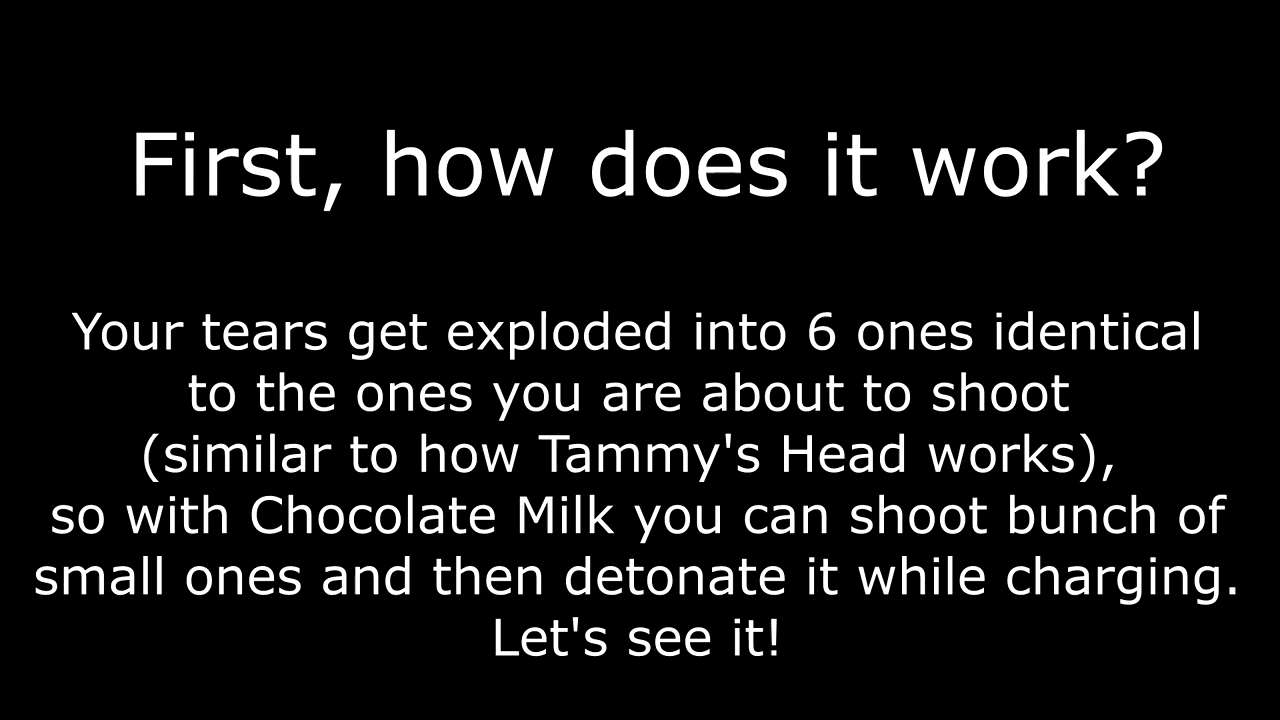 First, how does it work?
Your tears get exploded into 6 ones identical
to the ones you are about to shoot
(similar to how Tammy's Head works),
so with Chocolate Milk you can shoot bunch of
small ones and then detonate it while charging.
Let's see it!